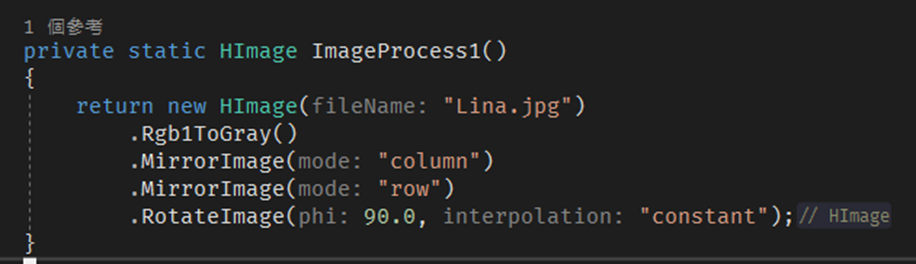 1 個參考
private static HImage ImageProcess1()
{
return new HImage(fileName: "Lina.jpg")
.Rgb1ToGray()
.MirrorImage(mode: "column")
.MirrorImage(mode: "row")
.RotateImage(phi: 90.0, interpolation: "constant");// HImage
}